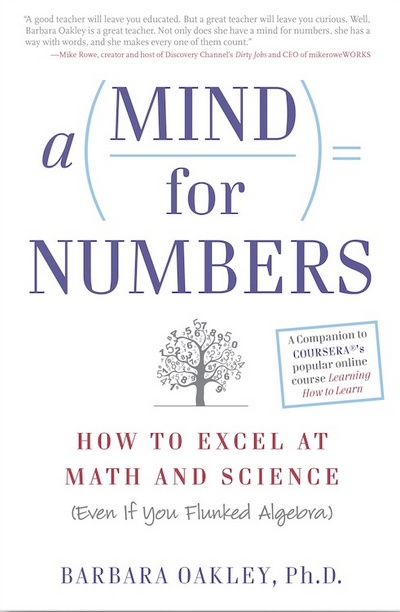 “A good teacher will leave you educated. But a great teacher will leave you curious. Well,
Barbara Oakley is a great teacher. Not only does she have a mind for numbers, she has a
way with words, and she makes every one of them count.”
—Mike Rowe, creator and host of Discovery Channel’s Dirty Jobs and CEO of mikeroweWORKS
a (MIND
for) =
NUMBERS
A Companion to
COURSERA®’s
popular online
course Learning
How to Learn
HOW TO EXCEL AT
MATH AND SCIENCE
(Even If You Flunked Algebra)
BARBARA OAKLEY, Ph.D.